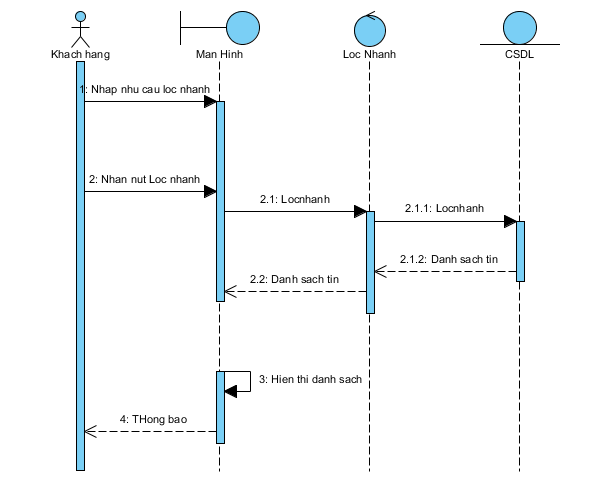 Khach hang
Man Hinh
Loc Nhanh
CSDL
1: Nhap nhu cau loc nhanh
2: Nhan nut Loc nhanh
2.1: Locnhanh
2.1.1: Locnhanh
2.1.2: Danh sach tin
2.2: Danh sach tin
3: Hien thi danh sach
4: THong bao